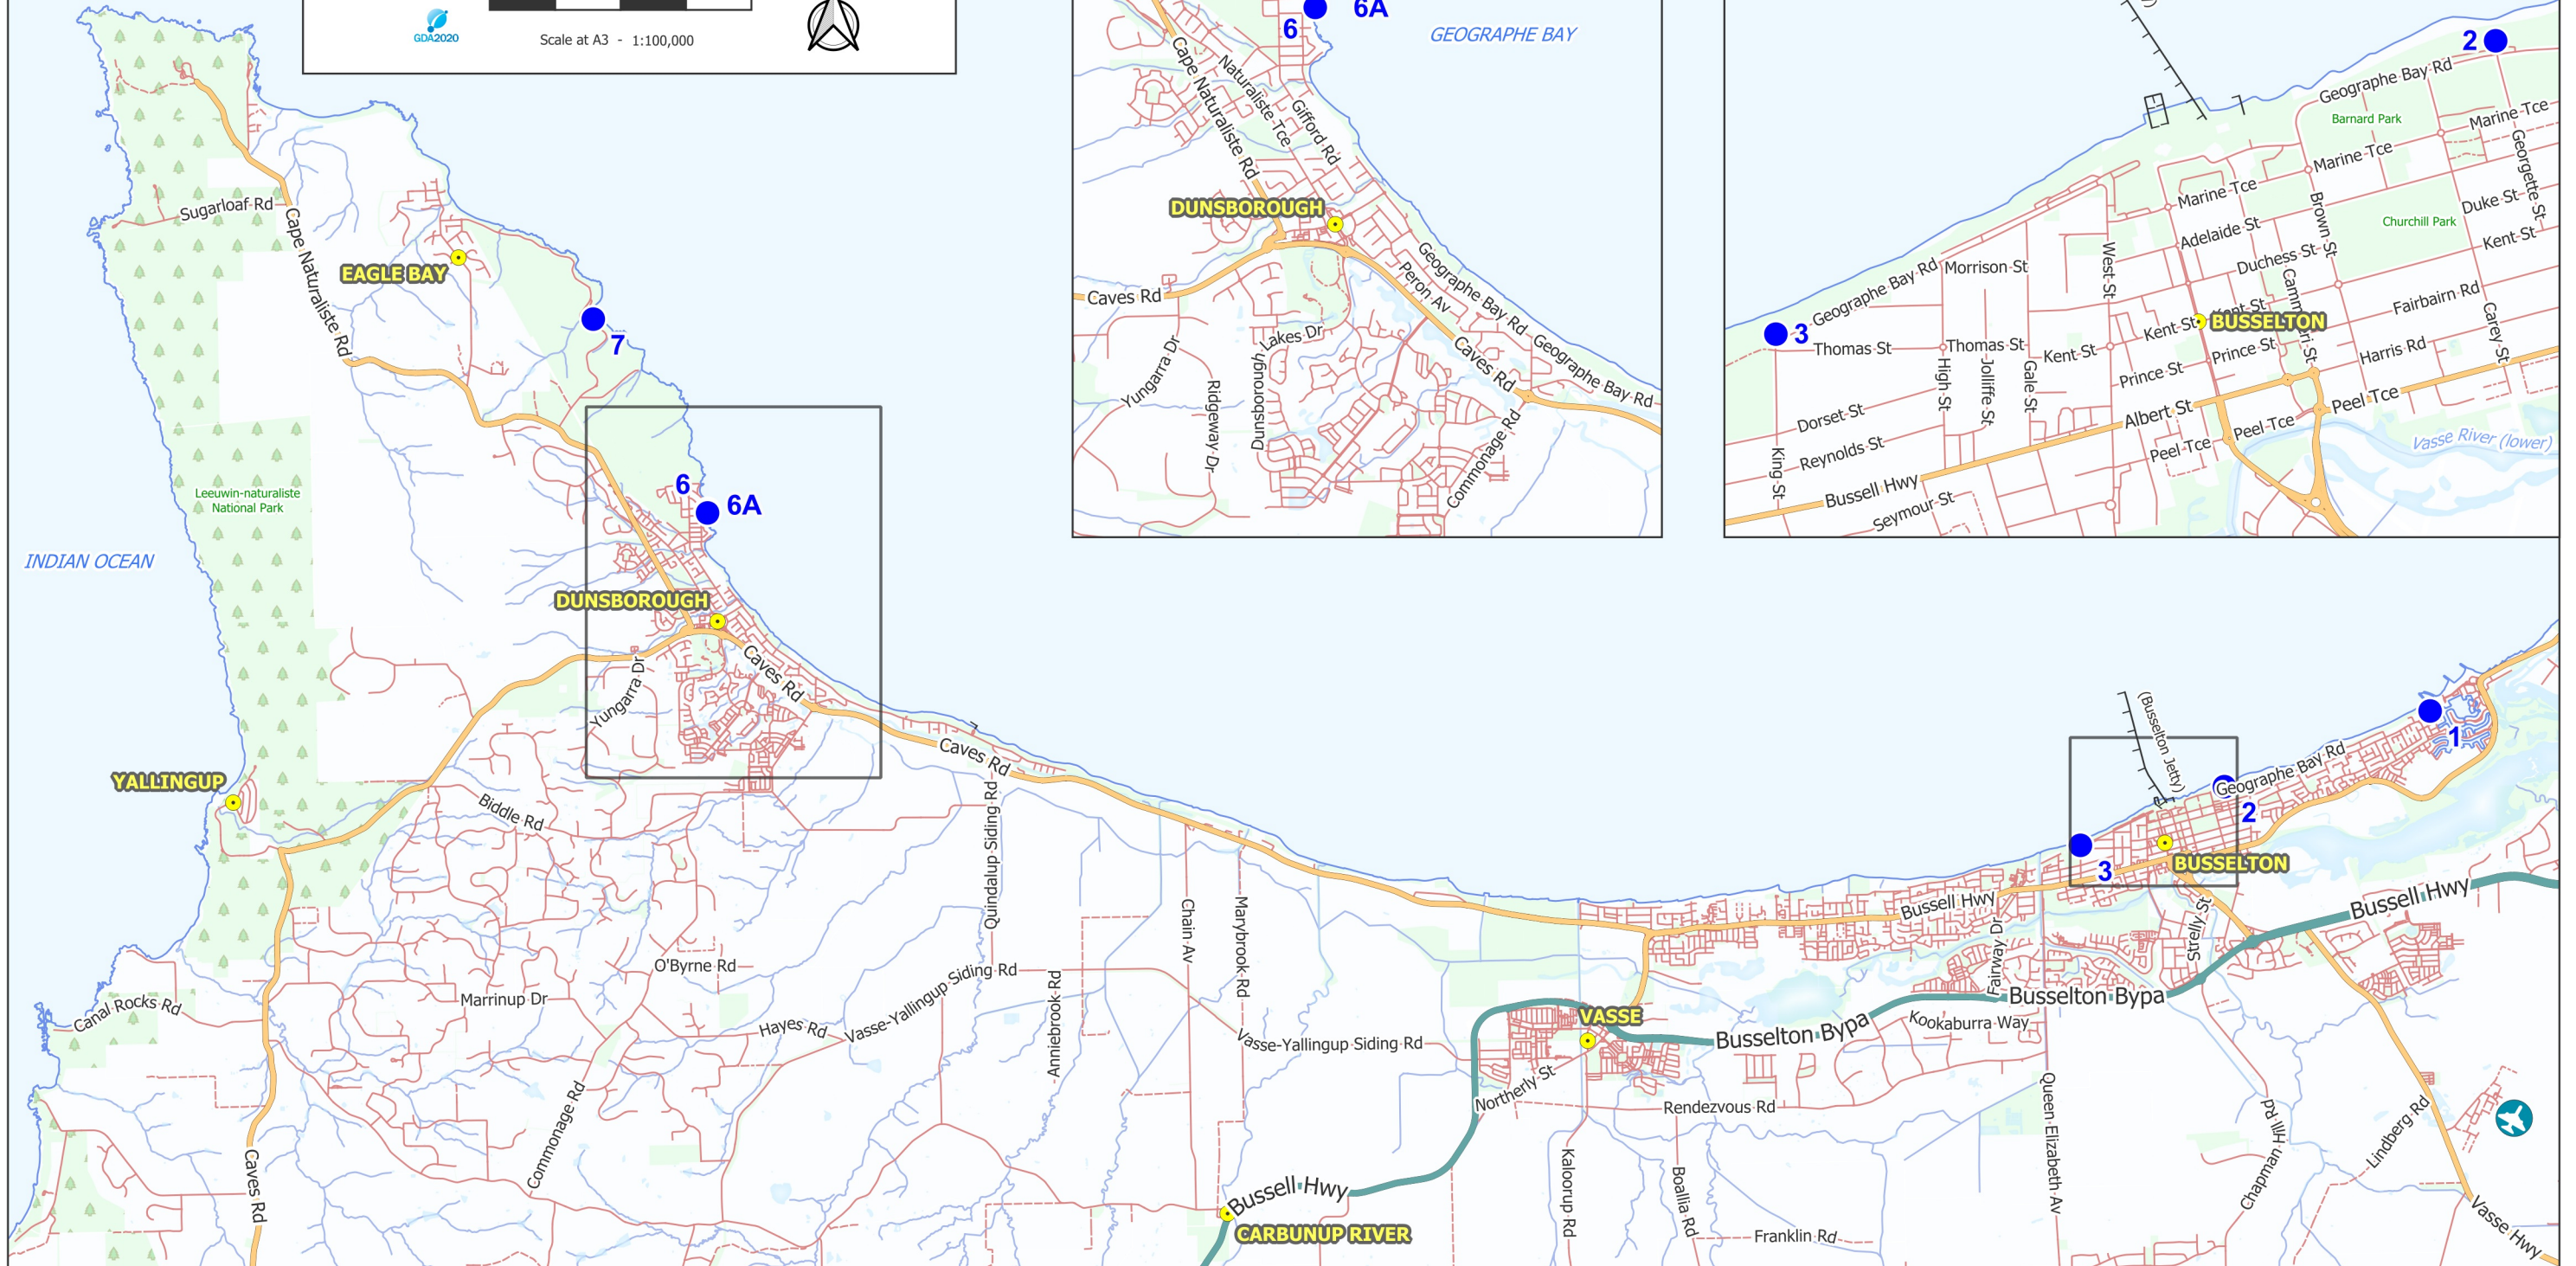 GDA2020
Scale at A3 - 1:100,000
Sugarloaf Rd
Cape Naturaliste Rd
EAGLE BAY
7
Leeuwin-naturaliste
National Park
INDIAN OCEAN
6
6A
DUNSBOROUGH
Yungarra Dr
Caves Rd
YALLINGUP
Biddle Rd
Caves Rd
Quindalup Siding Rd
O'Byrne Rd
Marrinup Dr
Canal Rocks Rd
Hayes Rd
Vasse-Yallingup Siding Rd
Anniebrook Rd
Chain Av
Marybrook Rd
Vasse-Yallingup Siding Rd
Commonage Rd
Caves Rd
Bussell Hwy
CARBUNUP RIVER
VASSE
Northerly St
Busselton Bypa
Kookaburra Way
Rendezvous Rd
Kaloorup Rd
Boallia Rd
Franklin Rd
Queen Elizabeth Av
Bussell Hwy
Fairway Dr
Busselton Bypa
Strelly St
Bussell Hwy
Chapman Hill Rd
Lindberg Rd
Vasse Hwy
(Busselton Jetty)
Geographe Bay Rd
1
2
3
BUSSELTON
6
6A
GEOGRAPHE BAY
Cape Naturaliste Rd
Naturaliste Tce
Gifford Rd
DUNSBOROUGH
Caves Rd
Geographe Bay Rd
Peron Av
Geographe Bay Rd
Lakes Dr
Dunsborough
Yungarra Dr
Ridgeway Dr
Caves Rd
Commonage Rd
2
Geographe Bay Rd
Barnard Park
Marine Tce
Marine Tce
Georgette St
Marine Tce
Brown St
Churchill Park
Duke St
Adelaide St
Kent St
Duchess St
West St
Cammilleri St
Morrison St
Geographe Bay Rd
Fairbairn Rd
Carey St
Kent St
Kent St
BUSSELTON
3
Thomas St
Thomas St
Kent St
Prince St
Harris Rd
Prince St
High St
Jolliffe St
Gale St
Dorset St
Albert St
Peel Tce
Peel Tce
Peel Tce
Reynolds St
King St
Bussell Hwy
Seymour St
Vasse River (lower)